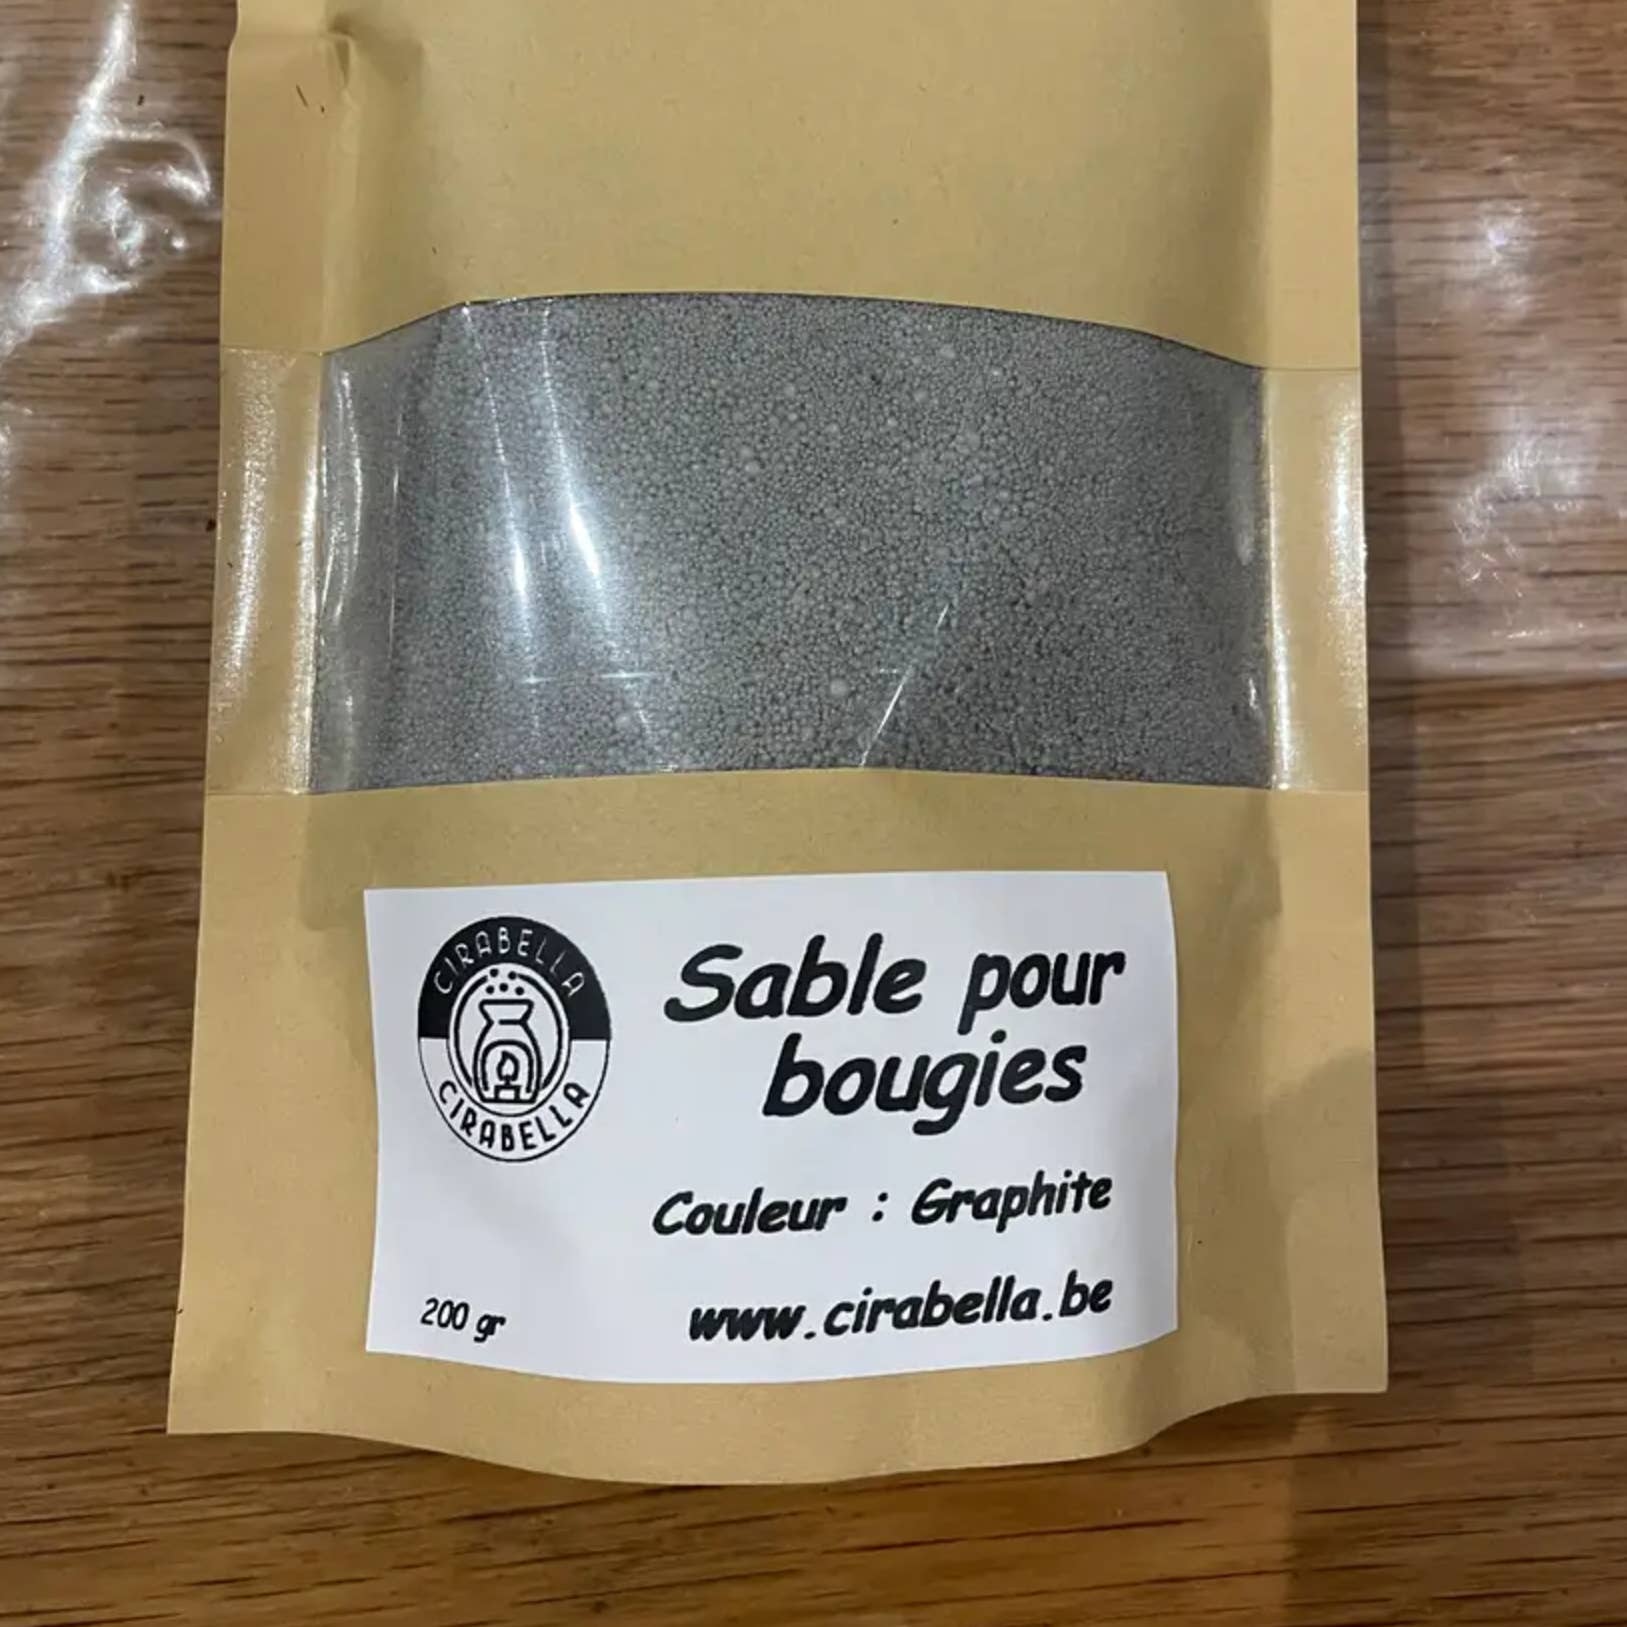 CIRABELLA
CIRABELLA
Sable pour
bougies
Couleur : Graphite
200 gr
www.cirabella.be